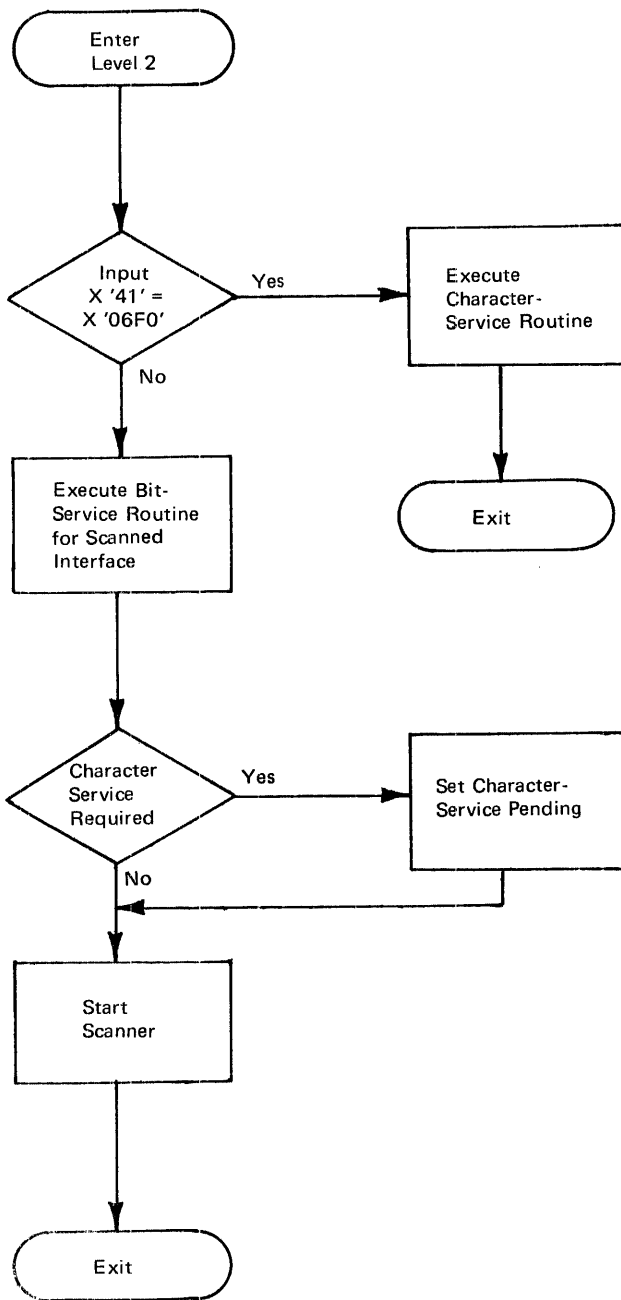 Enter
Level 2
Input
X '41' =
X '06F0'
Yes
Execute
Character-
Service Routine
No
Exit
Execute Bit-
Service Routine
for Scanned
Interface
Character
Service
Required
Yes
Set Character-
Service Pending
No
Start
Scanner
Exit